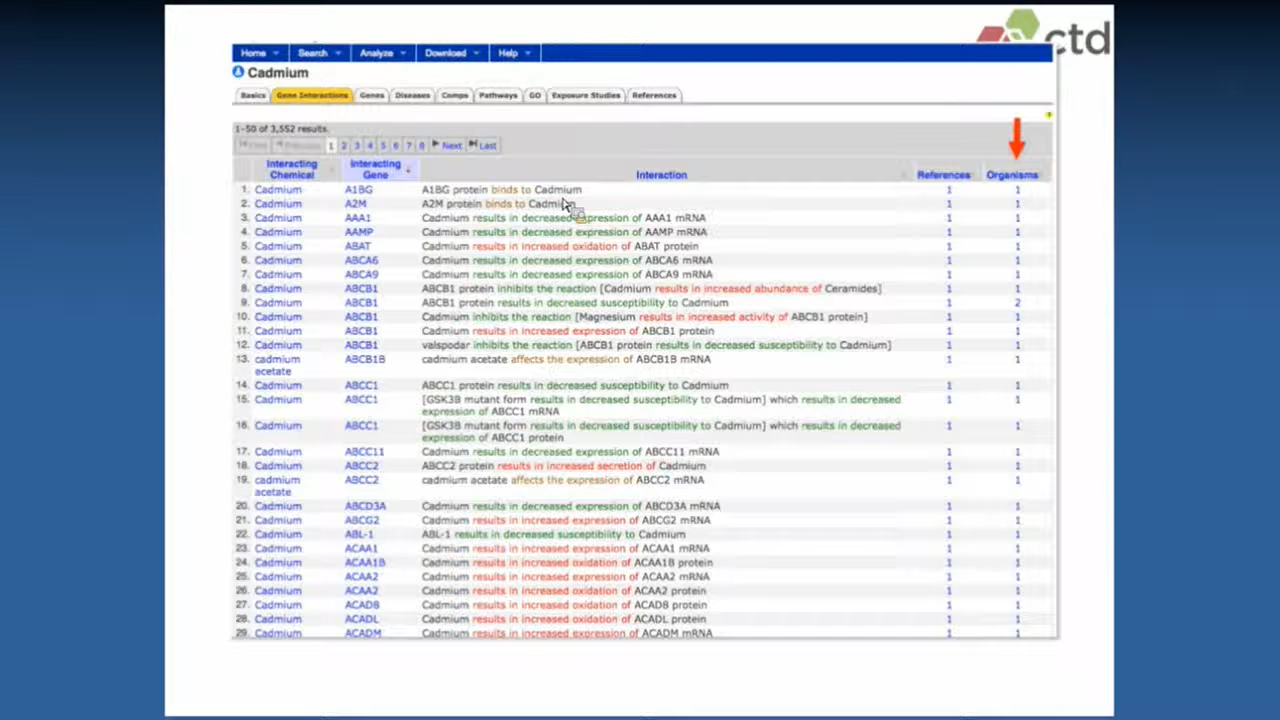 ctd
Home Search Analyze Download Help
Cadmium
Basics Gene Interactions Genes Diseases Comps Pathways GO Exposure Studies References
1-50 of 3,552 results.
First Previous 1 2 3 4 5 6 7 8 Next Last
Interacting Chemical Interacting Gene Interaction References Organisms
1. Cadmium A1BG A1BG protein binds to Cadmium 1 1
2. Cadmium A2M A2M protein binds to 1 1
3. Cadmium AAA1 Cadmium results in decreased expression of AAA1 mRNA 1 1
4. Cadmium AAMP Cadmium results in decreased expression of AAMP mRNA 1 1
5. Cadmium ABAT Cadmium results in increased oxidation of ABAT protein 1 1
6. Cadmium ABCA6 Cadmium results in decreased expression of ABCA6 mRNA 1 1
7. Cadmium ABCA9 Cadmium results in decreased expression of ABCA9 mRNA 1 1
8. Cadmium ABCB1 ABCB1 protein inhibits the reaction [Cadmium results in increased abundance of Ceramides] 1 1
9. Cadmium ABCB1 ABCB1 protein results in decreased susceptibility to Cadmium 1 2
10. Cadmium ABCB1 Cadmium inhibits the reaction [Magnesium results in increased activity of ABCB1 protein] 1 1
11. Cadmium ABCB1 Cadmium results in increased expression of ABCB1 protein 1 1
12. Cadmium ABCB1 valspodar inhibits the reaction [ABCB1 protein results in decreased susceptibility to Cadmium] 1 1
13. cadmium ABCB1B cadmium acetate affects the expression of ABCB1B mRNA 1 1
acetate
14. Cadmium ABCC1 ABCC1 protein results in decreased susceptibility to Cadmium 1 1
15. Cadmium ABCC1 [GSK3B mutant form results in decreased susceptibility to Cadmium] which results in decreased 1 1
expression of ABCC1 mRNA
16. Cadmium ABCC1 [GSK3B mutant form results in decreased susceptibility to Cadmium] which results in decreased 1 1
expression of ABCC1 protein
17. Cadmium ABCC11 Cadmium results in decreased expression of ABCC11 mRNA 1 1
18. Cadmium ABCC2 ABCC2 protein results in increased secretion of Cadmium 1 1
19. cadmium ABCC2 cadmium acetate affects the expression of ABCC2 mRNA 1 1
acetate
20. Cadmium ABCD3A Cadmium results in decreased expression of ABCD3A mRNA 1 1
21. Cadmium ABCG2 Cadmium results in increased expression of ABCG2 mRNA 1 1
22. Cadmium ABL-1 ABL-1 results in decreased susceptibility to Cadmium 1 1
23. Cadmium ACAA1 Cadmium results in increased expression of ACAA1 mRNA 1 1
24. Cadmium ACAA1B Cadmium results in increased oxidation of ACAA1B protein 1 1
25. Cadmium ACAA2 Cadmium results in increased expression of ACAA2 mRNA 1 1
26. Cadmium ACAA2 Cadmium results in increased oxidation of ACAA2 protein 1 1
27. Cadmium ACAD8 Cadmium results in increased oxidation of ACAD8 protein 1 1
28. Cadmium ACADL Cadmium results in increased oxidation of ACADL protein 1 1
29. Cadmium ACADM Cadmium results in increased expression of ACADM mRNA 1 1